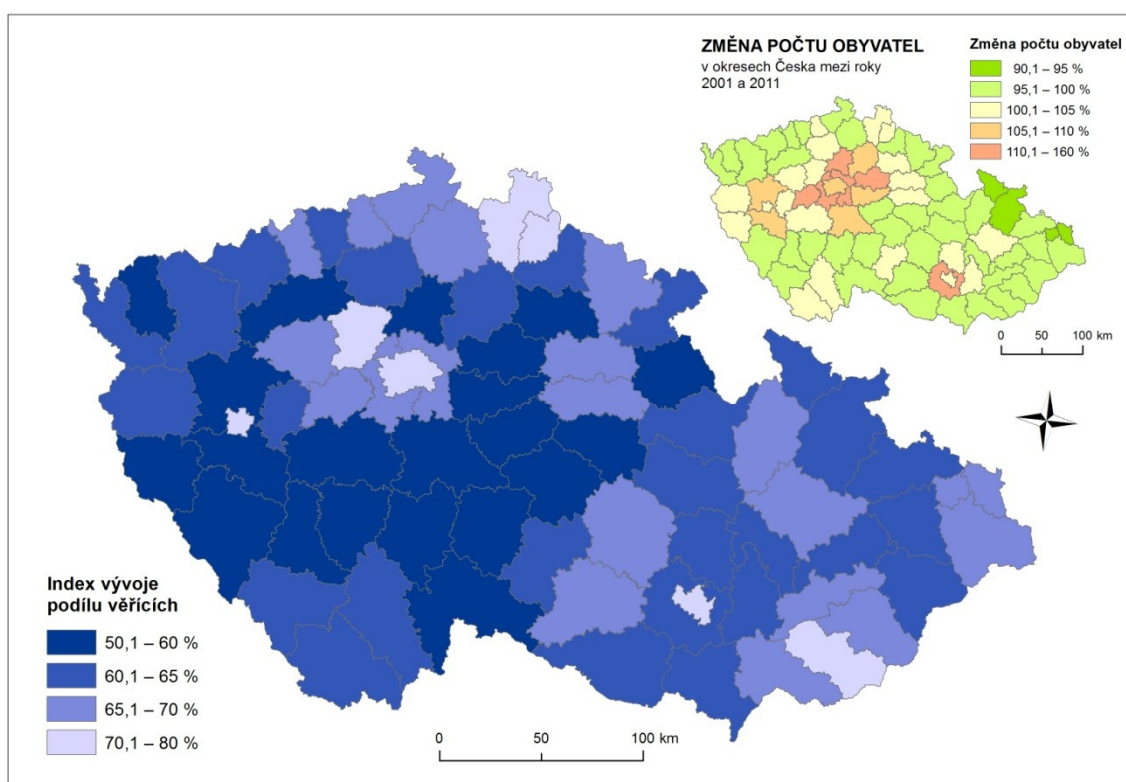 ZMĚNA POČTU OBYVATEL
v okresech Česka mezi roky
2001 a 2011
Změna počtu obyvatel
90,1 – 95 %
95,1 – 100 %
100,1 – 105 %
105,1 – 110 %
110,1 – 160 %
0 50 100 km
Index vývoje
podílu věřících
50,1 – 60 %
60,1 – 65 %
65,1 – 70 %
70,1 – 80 %
0 50 100 km